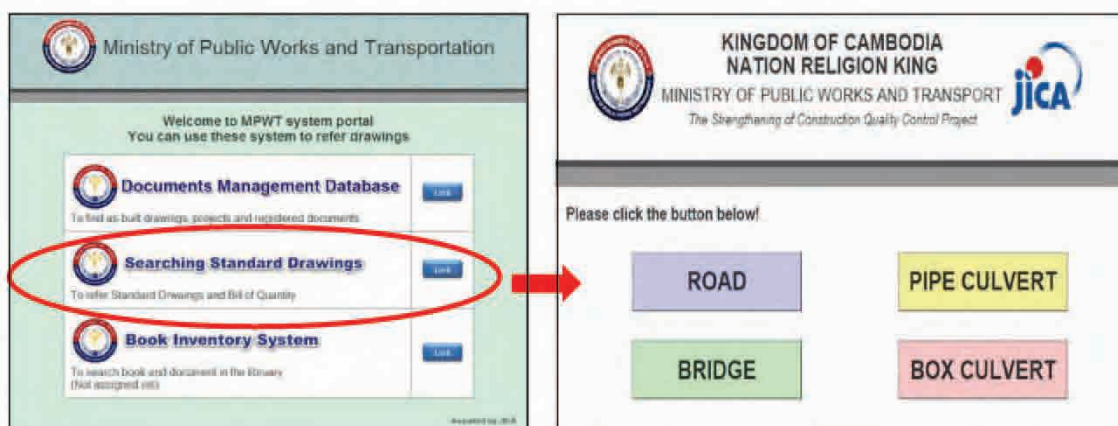 Ministry of Public Works and Transportation
Welcome to MPWT system portal
You can use these system to refer drawings
Documents Management Database
Link
To find as-built drawings, projects and registered documents
Searching Standard Drawings
Link
To refer Standard Drwaings and Bill of Quantity
Book Inventory System
Link
To search book and document in the library
(Not assigned yet)
by JICA
KINGDOM OF CAMBODIA
NATION RELIGION KING
MINISTRY OF PUBLIC WORKS AND TRANSPORT
The Strengthening of Construction Quality Control Project
jICA
Please click the button below!
ROAD
PIPE CULVERT
BRIDGE
BOX CULVERT